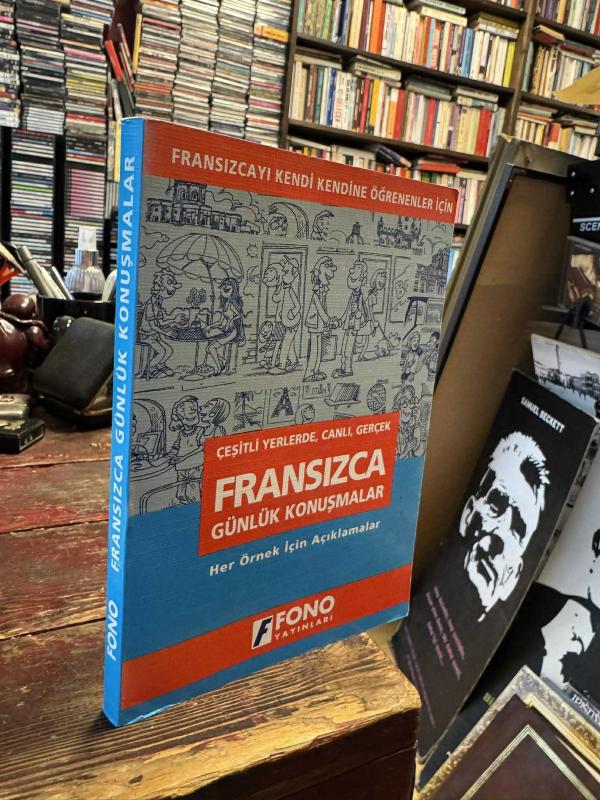 FRANSIZCAYI KENDİ KENDİNE ÖĞRENENLER İÇİN
ÇEŞİTLİ YERLERDE, CANLI, GERÇEK
FRANSIZCA
GÜNLÜK KONUŞMALAR
Her Örnek İçin Açıklamalar
FONO
YAYINLARI
FONO FRANSIZCA GÜNLÜK KONUŞMALAR
SAMUEL BECKETT